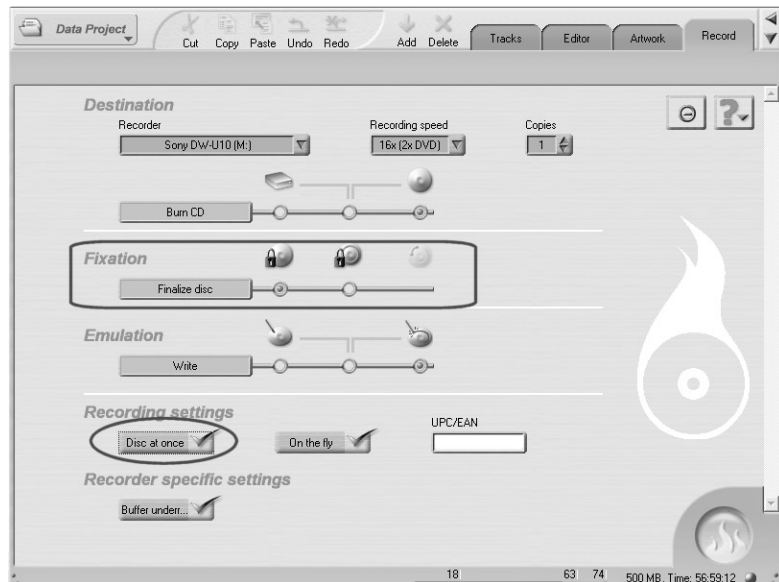 Data Project
Cut Copy Paste Undo Redo Add Delete Tracks Editor Artwork Record
Destination
Recorder Recording speed Copies
Sony DW-U10 (M:) 16x (2x DVD) 1
Burn CD
Fixation
Finalize disc
Emulation
Write
Recording settings
UPC/EAN
Disc at once On the fly
Recorder specific settings
Buffer underr...
18 63 74 500 MB. Time: 56:59:12